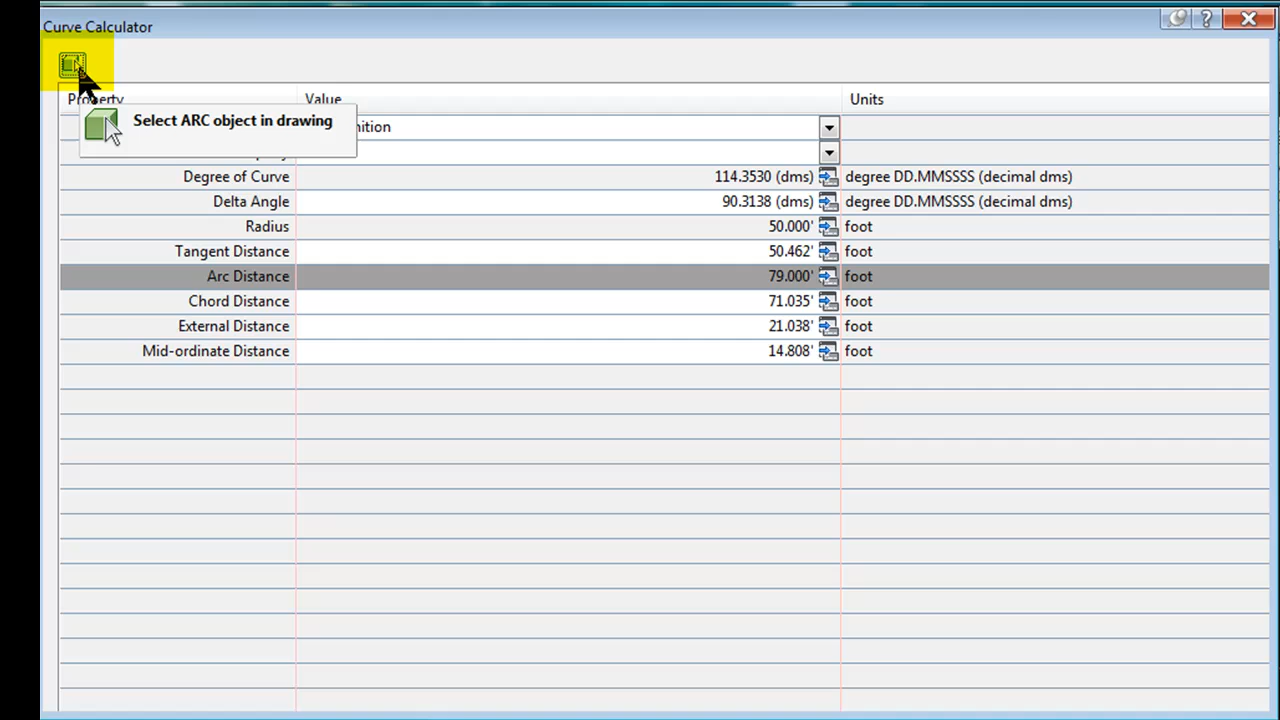 Curve Calculator
Property Value Units
Select ARC object in drawing
Degree of Curve 114.3530 (dms) degree DD.MMSSSS (decimal dms)
Delta Angle 90.3138 (dms) degree DD.MMSSSS (decimal dms)
Radius 50.000' foot
Tangent Distance 50.462' foot
Arc Distance 79.000' foot
Chord Distance 71.035' foot
External Distance 21.038' foot
Mid-ordinate Distance 14.808' foot